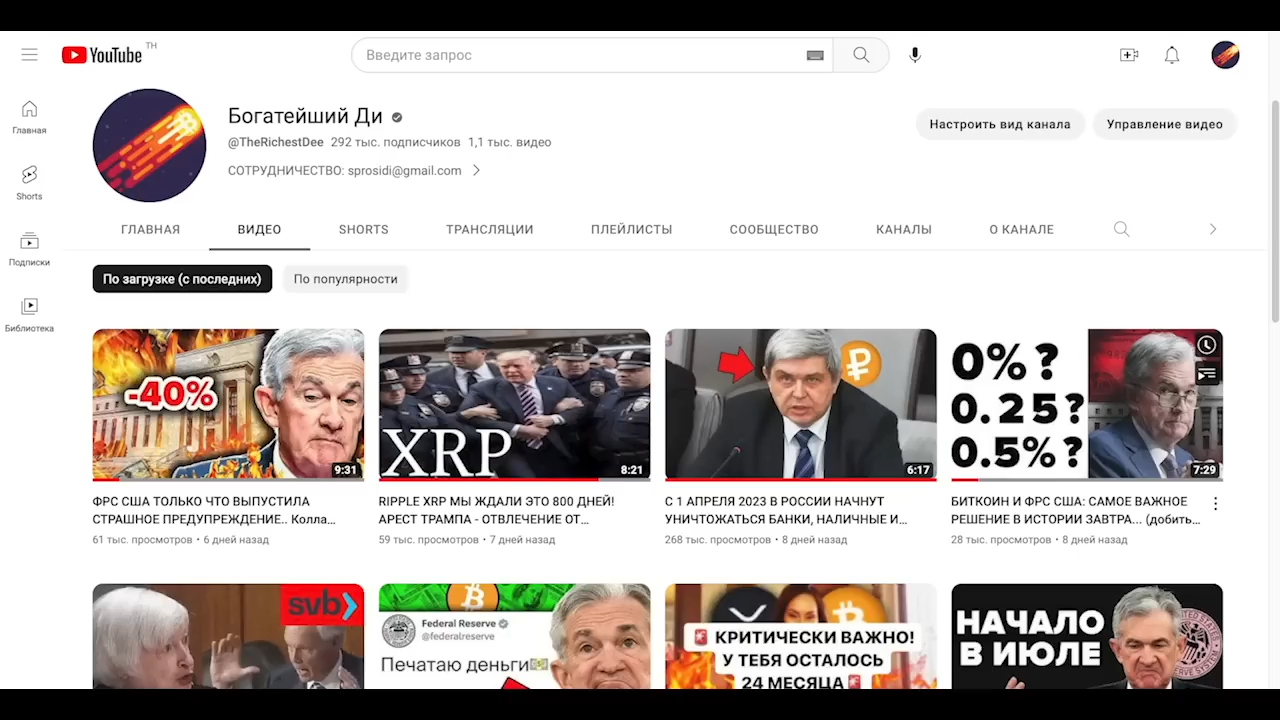 YouTube TH
Введите запрос
Главная
Shorts
Подписки
Библиотека
Богатейший Ди
@TheRichestDee 292 тыс. подписчиков 1,1 тыс. видео
СОТРУДНИЧЕСТВО: sprosidi@gmail.com
Настроить вид канала
Управление видео
ГЛАВНАЯ
ВИДЕО
SHORTS
ТРАНСЛЯЦИИ
ПЛЕЙЛИСТЫ
СООБЩЕСТВО
КАНАЛЫ
О КАНАЛЕ
По загрузке (с последних)
По популярности
-40%
9:31
ФРС США ТОЛЬКО ЧТО ВЫПУСТИЛА
СТРАШНОЕ ПРЕДУПРЕЖДЕНИЕ.. Колла...
61 тыс. просмотров • 6 дней назад
XRP
8:21
RIPPLE XRP МЫ ЖДАЛИ ЭТО 800 ДНЕЙ!
АРЕСТ ТРАМПА - ОТВЛЕЧЕНИЕ ОТ...
59 тыс. просмотров • 7 дней назад
6:17
С 1 АПРЕЛЯ 2023 В РОССИИ НАЧНУТ
УНИЧТОЖАТЬСЯ БАНКИ, НАЛИЧНЫЕ И...
268 тыс. просмотров • 8 дней назад
0% ?
0.25?
0.5% ?
7:29
БИТКОИН И ФРС США: САМОЕ ВАЖНОЕ
РЕШЕНИЕ В ИСТОРИИ ЗАВТРА... (добить...
28 тыс. просмотров • 8 дней назад
svb
Federal Reserve
@federalreserve
Печатаю деньги
КРИТИЧЕСКИ ВАЖНО!
У ТЕБЯ ОСТАЛОСЬ
24 МЕСЯЦА
НАЧАЛО
В ИЮЛЕ